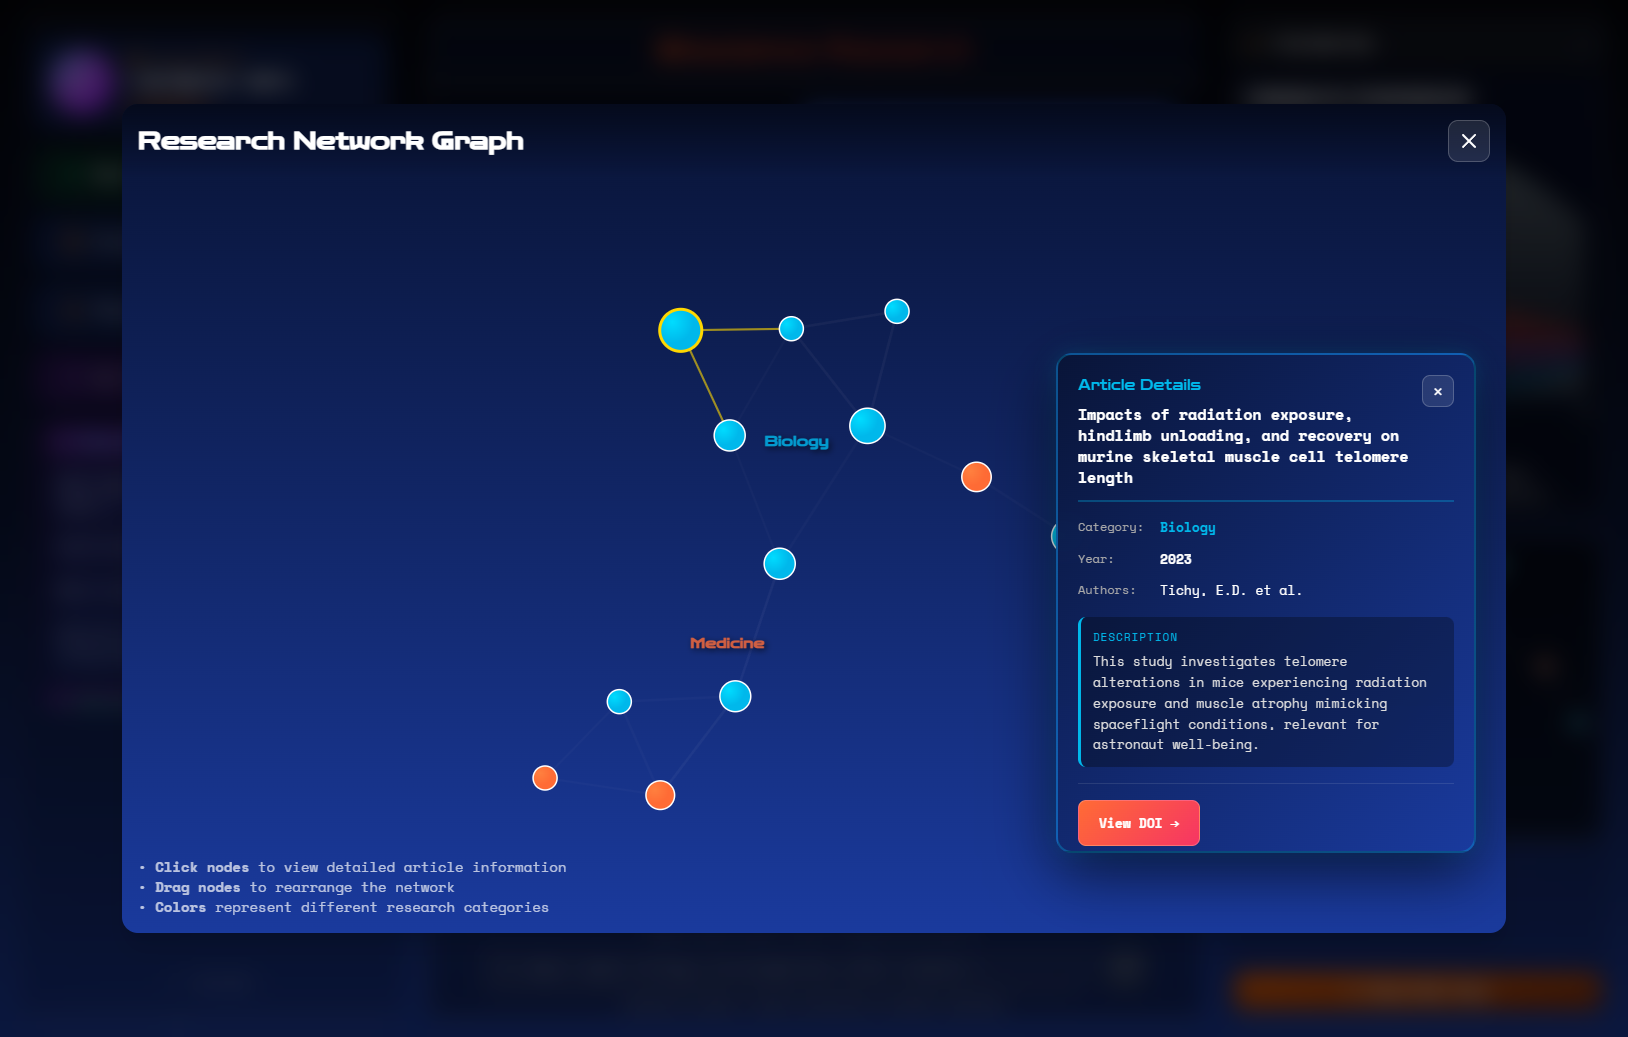 Research Network Graph
Biology
Medicine
• Click nodes to view detailed article information
• Drag nodes to rearrange the network
• Colors represent different research categories
Article Details
×
Impacts of radiation exposure,
hindlimb unloading, and recovery on
murine skeletal muscle cell telomere
length
Category: Biology
Year: 2023
Authors: Tichy, E.D. et al.
DESCRIPTION
This study investigates telomere
alterations in mice experiencing radiation
exposure and muscle atrophy mimicking
spaceflight conditions, relevant for
astronaut well-being.
View DOI →